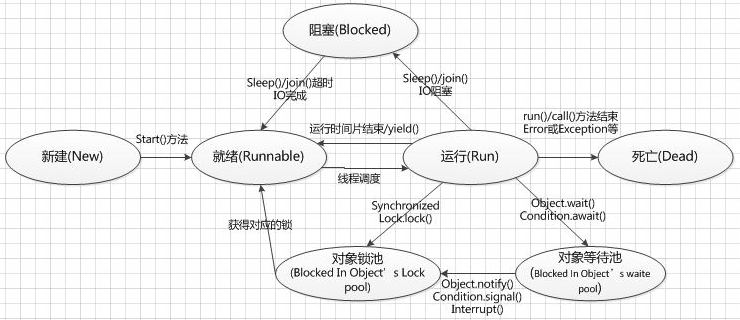 阻塞(Blocked)
Sleep()/join()超时
IO完成
Sleep()/join()
IO阻塞
运行时间片结束/yield()
run()/call()方法结束
Error或Exception等
Start()方法
新建(New)
就绪(Runnable)
运行(Run)
死亡(Dead)
线程调度
Synchronized
Lock.lock()
Object.wait()
Condition.await()
获得对应的锁
对象锁池
(Blocked In Object’s Lock
pool)
对象等待池
(Blocked In Object’s waite
pool)
Object.notify()
Condition.signal()
Interrupt()